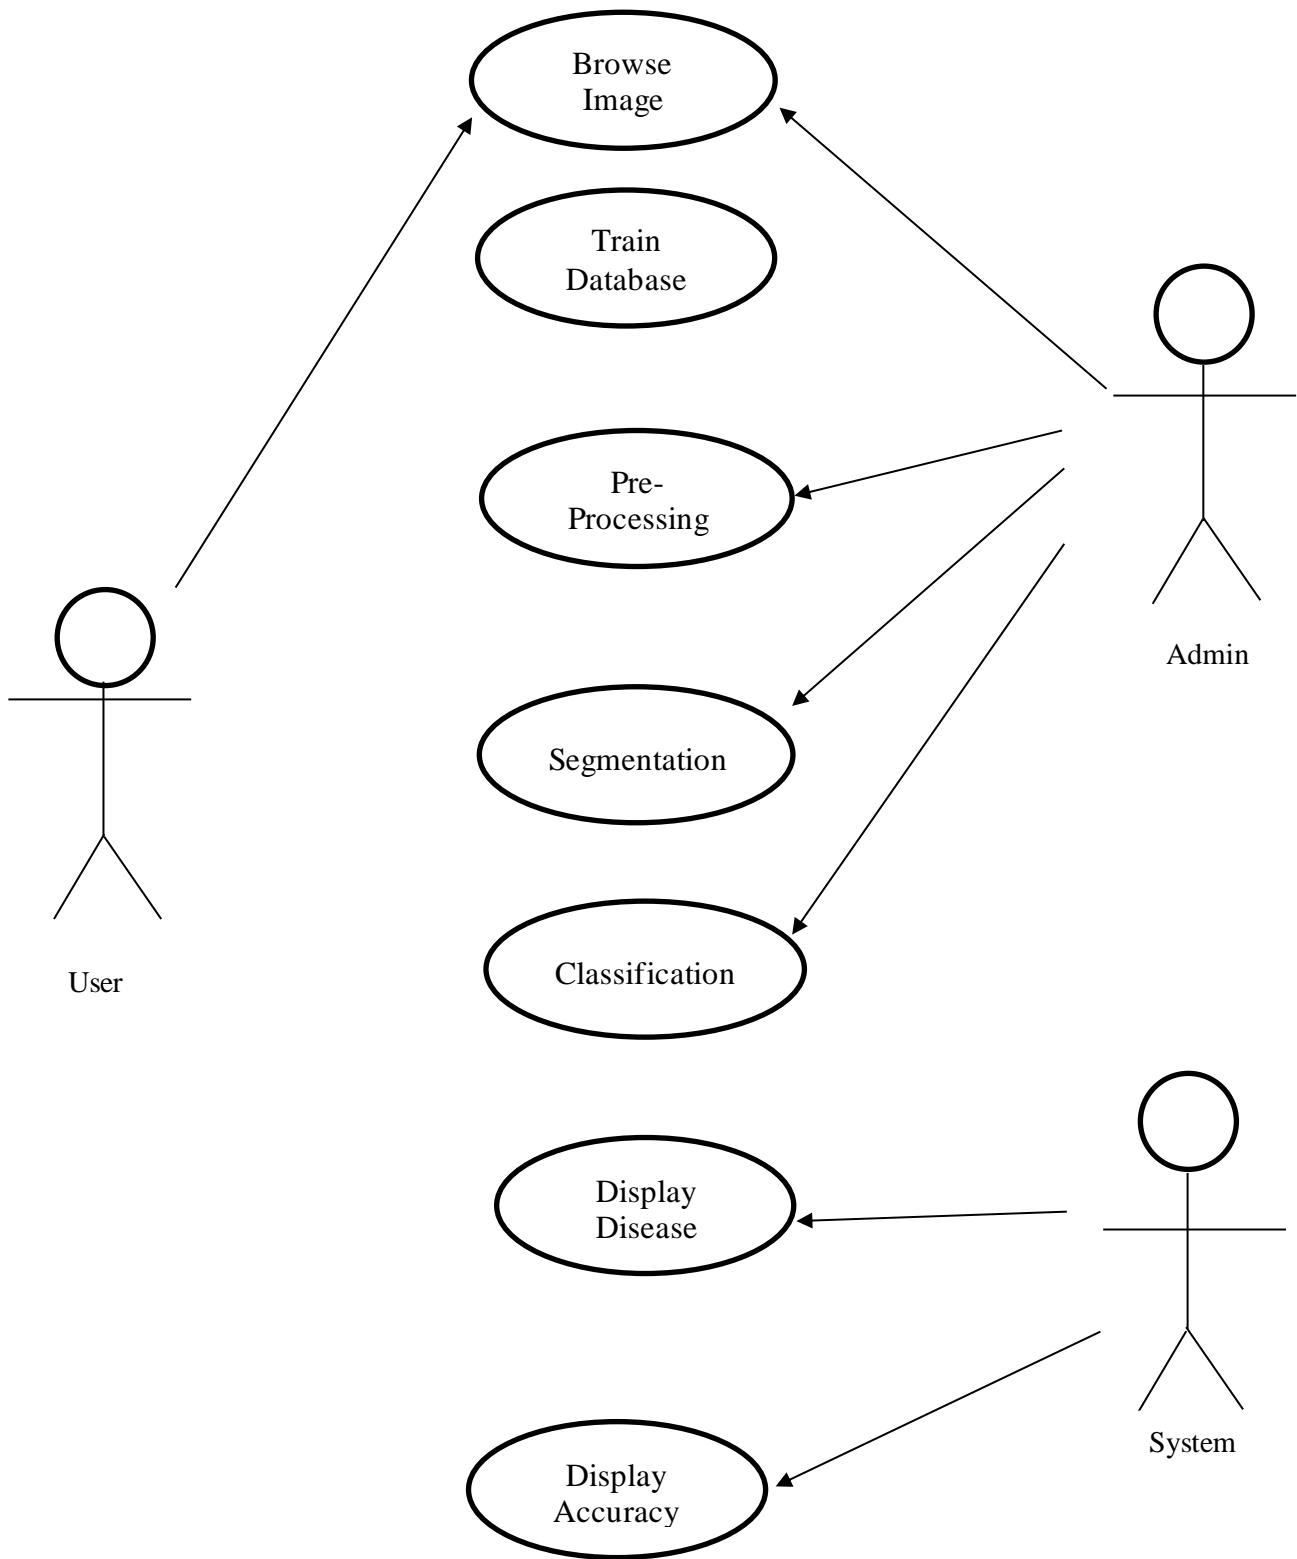 Browse
Image
Train
Database
Pre-
Processing
Admin
Segmentation
Classification
User
Display
Disease
System
Display
Accuracy